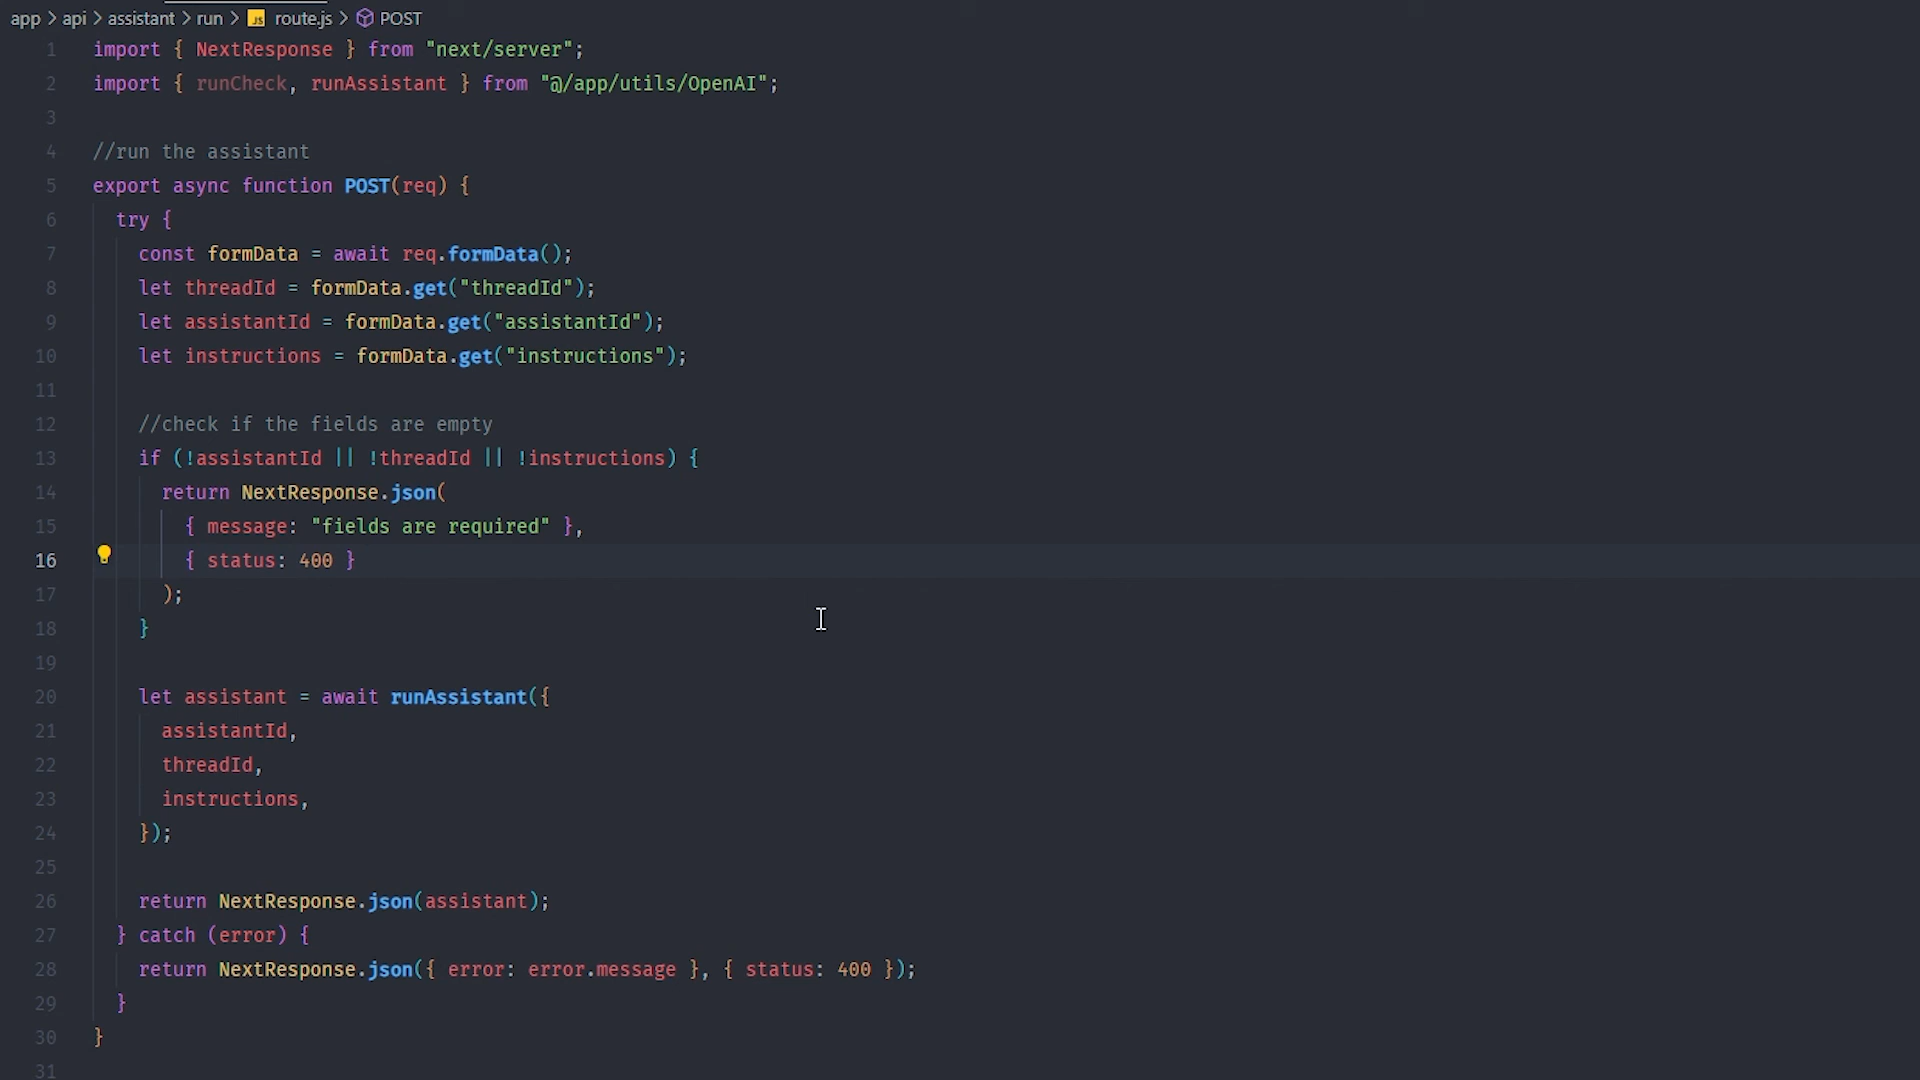 app > api > assistant > run > JS route.js > POST
1 import { NextResponse } from "next/server";
2 import { runCheck, runAssistant } from "@/app/utils/OpenAI";
3
4 //run the assistant
5 export async function POST(req) {
6 try {
7 const formData = await req.formData();
8 let threadId = formData.get("threadId");
9 let assistantId = formData.get("assistantId");
10 let instructions = formData.get("instructions");
11
12 //check if the fields are empty
13 if (!assistantId || !threadId || !instructions) {
14 return NextResponse.json(
15 { message: "fields are required" },
16 { status: 400 }
17 );
18 }
19
20 let assistant = await runAssistant({
21 assistantId,
22 threadId,
23 instructions,
24 });
25
26 return NextResponse.json(assistant);
27 } catch (error) {
28 return NextResponse.json({ error: error.message }, { status: 400 });
29 }
30 }
31